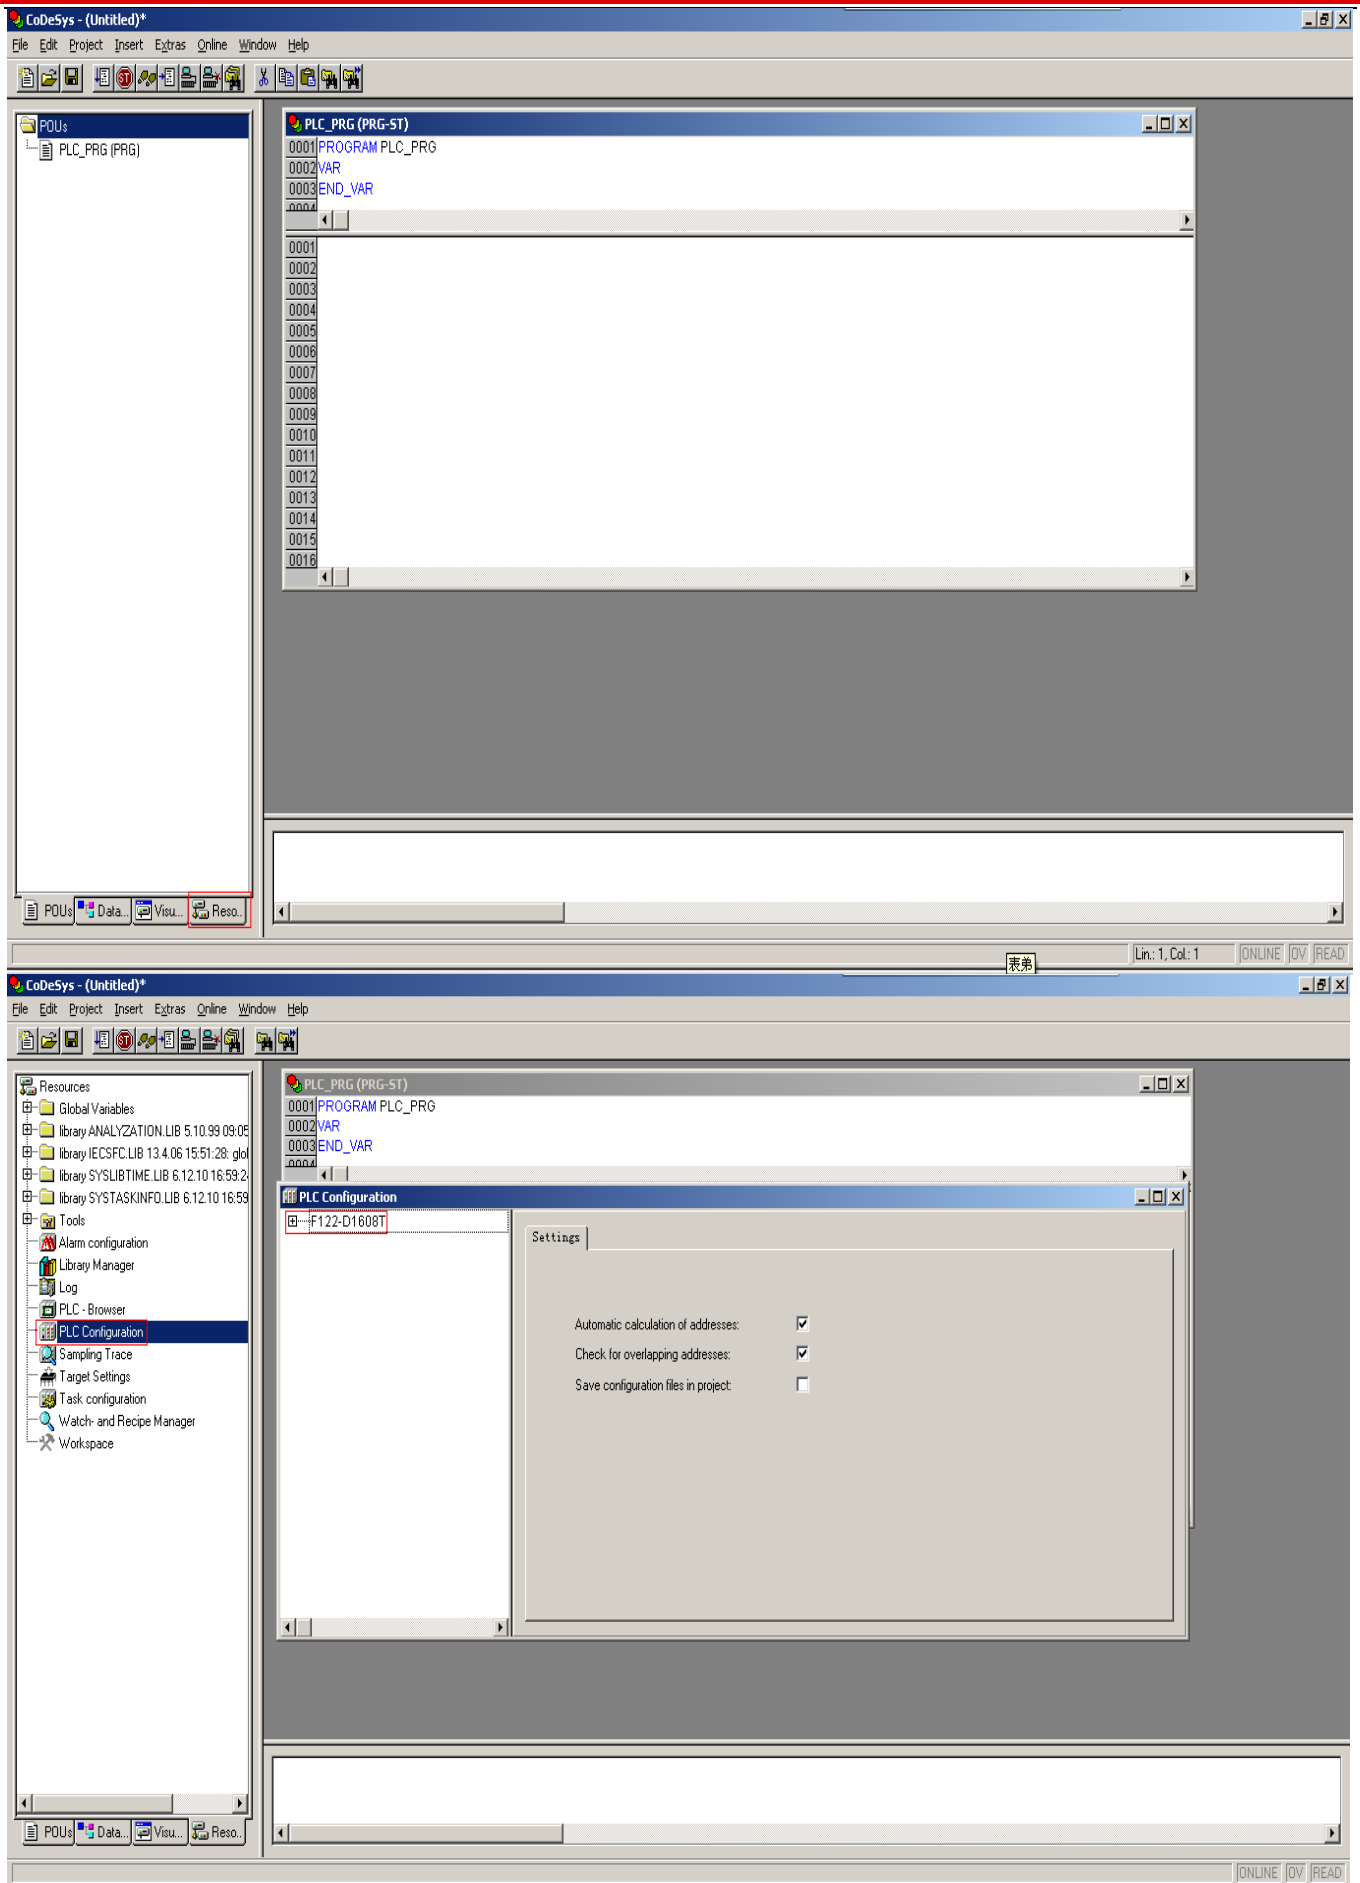 CoDeSys - (Untitled)*
File Edit Project Insert Extras Online Window Help
POUs
PLC_PRG (PRG)
PLC_PRG (PRG-ST)
0001 PROGRAM PLC_PRG
0002 VAR
0003 END_VAR
0004
0001
0002
0003
0004
0005
0006
0007
0008
0009
0010
0011
0012
0013
0014
0015
0016
POUs Data... Visu... Reso...
Lin.: 1, Col.: 1 ONLINE OV READ
表弟
CoDeSys - (Untitled)*
File Edit Project Insert Extras Online Window Help
Resources
Global Variables
library ANALYZATION.LIB 5.10.99 09:05
library IECSFC.LIB 13.4.06 15:51:28: glol
library SYSLIBTIME.LIB 6.12.10 16:59:2
library SYSTASKINFO.LIB 6.12.10 16:59
Tools
Alarm configuration
Library Manager
Log
PLC - Browser
PLC Configuration
Sampling Trace
Target Settings
Task configuration
Watch- and Recipe Manager
Workspace
PLC_PRG (PRG-ST)
0001 PROGRAM PLC_PRG
0002 VAR
0003 END_VAR
0004
PLC Configuration
F122-D1608T
Settings
Automatic calculation of addresses:
Check for overlapping addresses:
Save configuration files in project:
POUs Data... Visu... Reso...
ONLINE OV READ